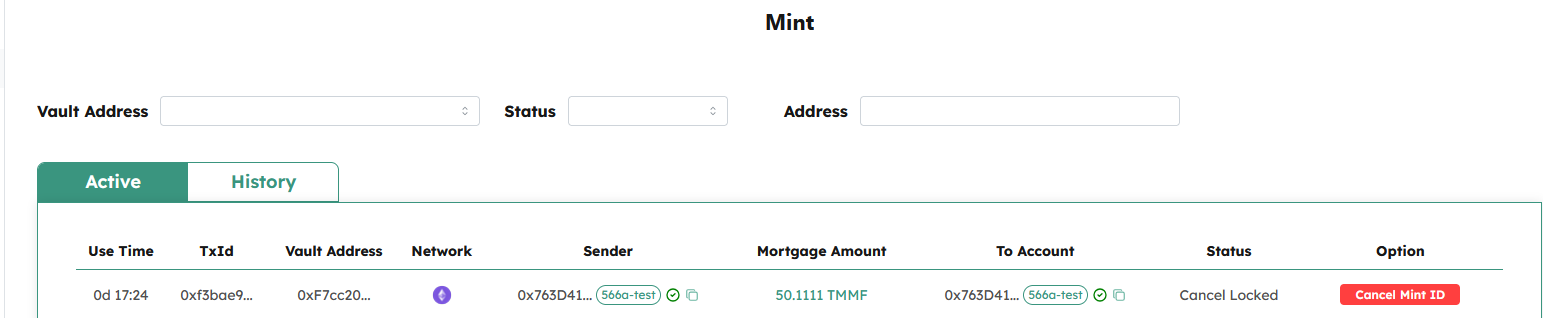 Mint
Vault Address Status Address
Active History
Use Time TxId Vault Address Network Sender Mortgage Amount To Account Status Option
0d 17:24 0xf3bae9... 0xF7cc20... 0x763D41... 566a-test 50.1111 TMMF 0x763D41... 566a-test Cancel Locked Cancel Mint ID